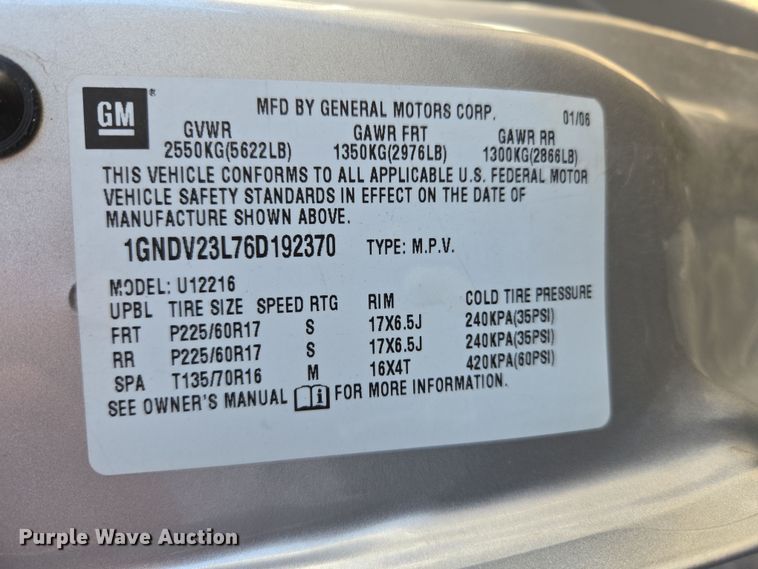 GM ® MFD BY GENERAL MOTORS CORP. 01/06
GVWR GAWR FRT GAWR RR
2550KG(5622LB) 1350KG(2976LB) 1300KG(2866LB)
THIS VEHICLE CONFORMS TO ALL APPLICABLE U.S. FEDERAL MOTOR
VEHICLE SAFETY STANDARDS IN EFFECT ON THE DATE OF
MANUFACTURE SHOWN ABOVE.
1GNDV23L76D192370 TYPE: M.P.V.
MODEL: U12216
UPBL TIRE SIZE SPEED RTG RIM COLD TIRE PRESSURE
FRT P225/60R17 S 17X6.5J 240KPA(35PSI)
RR P225/60R17 S 17X6.5J 240KPA(35PSI)
SPA T135/70R16 M 16X4T 420KPA(60PSI)
SEE OWNER'S MANUAL i FOR MORE INFORMATION.
Purple Wave Auction